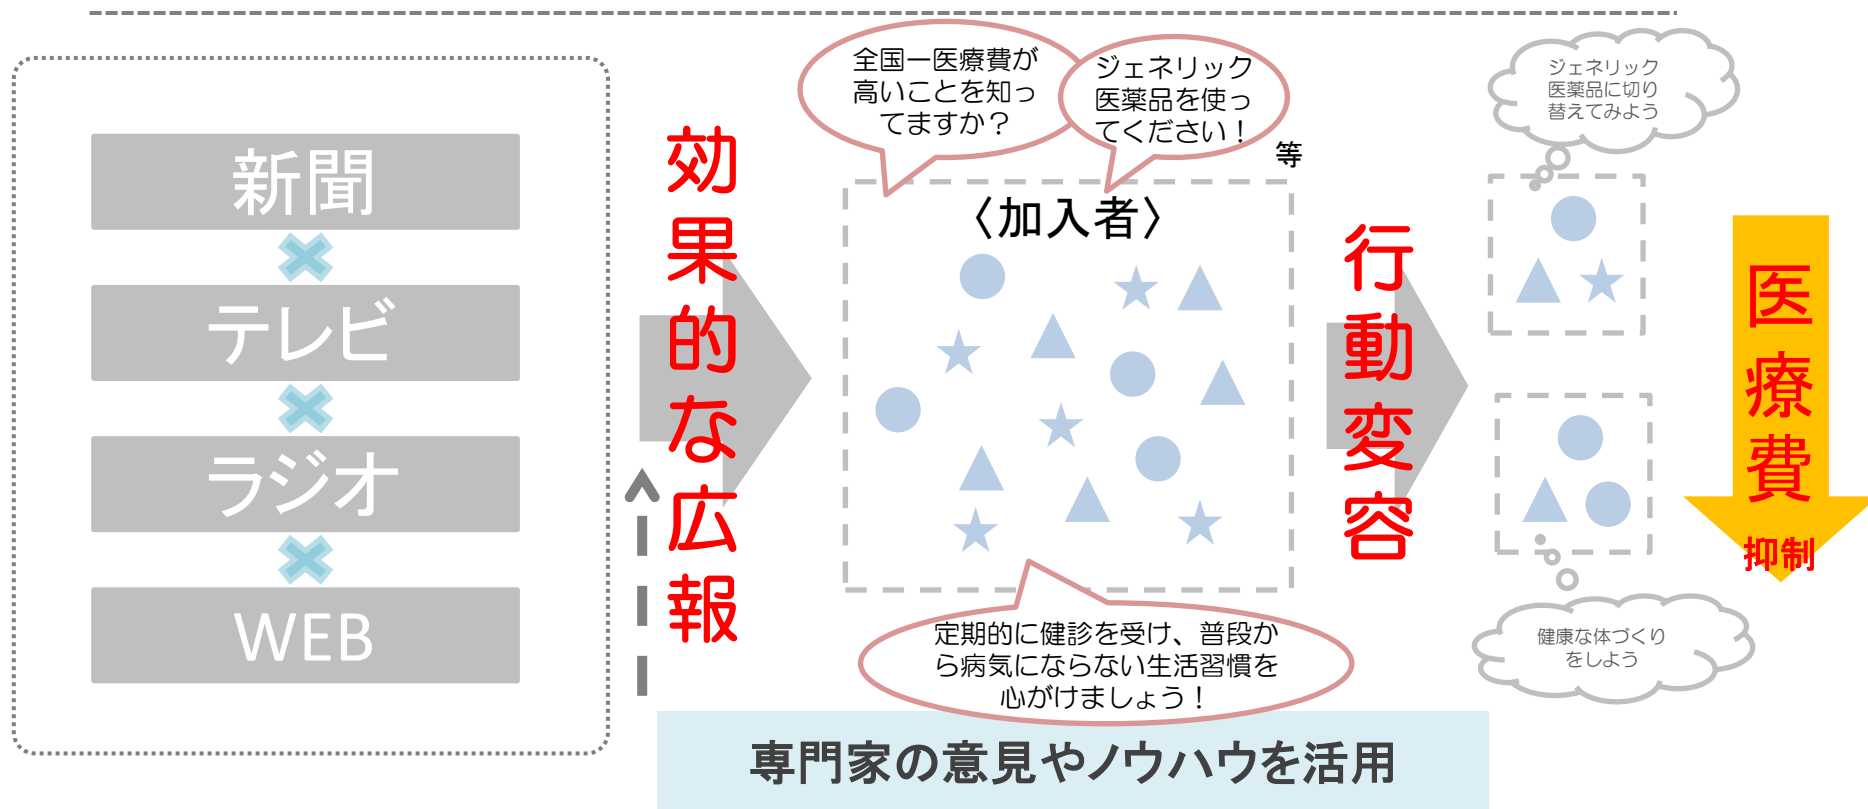 新聞
テレビ
ラジオ
WEB
効果的な広報
全国一医療費が
高いことを知っ
てますか？
ジェネリック
医薬品を使っ
てください！
等
〈加入者〉
定期的に健診を受け、普段か
ら病気にならない生活習慣を
心がけましょう！
専門家の意見やノウハウを活用
行動変容
ジェネリック
医薬品に切り
替えてみよう
健康な体づくり
をしよう
医療費
抑制